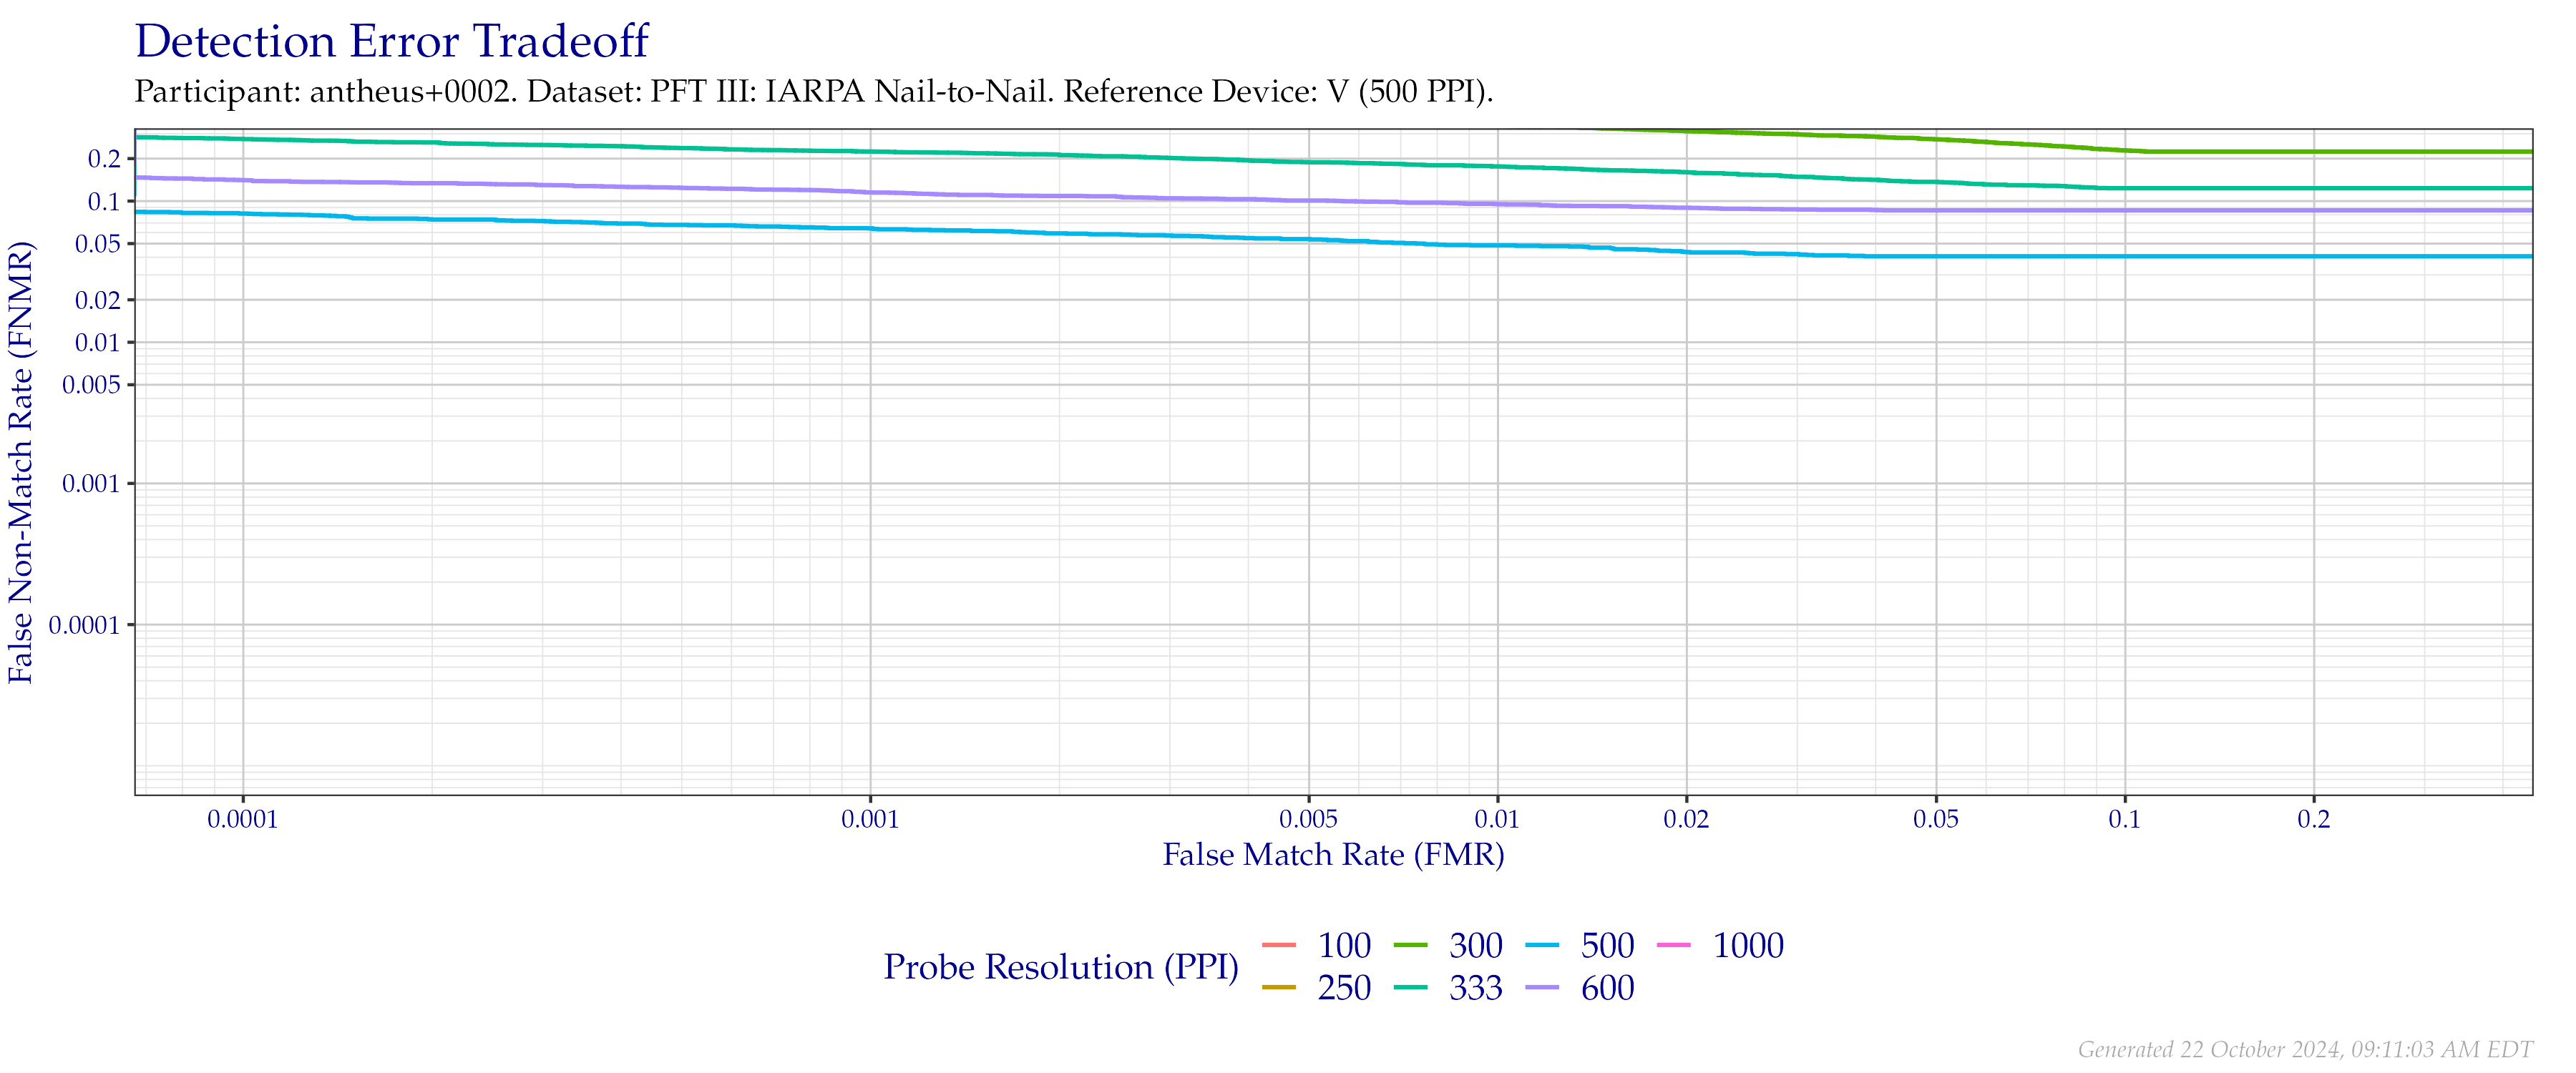 Detection Error Tradeoff
Participant: antheus+0002. Dataset: PFT III: IARPA Nail-to-Nail. Reference Device: V (500 PPI).
False Non-Match Rate (FNMR)
0.2
0.1
0.05
0.02
0.01
0.005
0.001
0.0001
0.0001 0.001 0.005 0.01 0.02 0.05 0.1 0.2
False Match Rate (FMR)
Probe Resolution (PPI)
100 300 500 1000
250 333 600
Generated 22 October 2024, 09:11:03 AM EDT